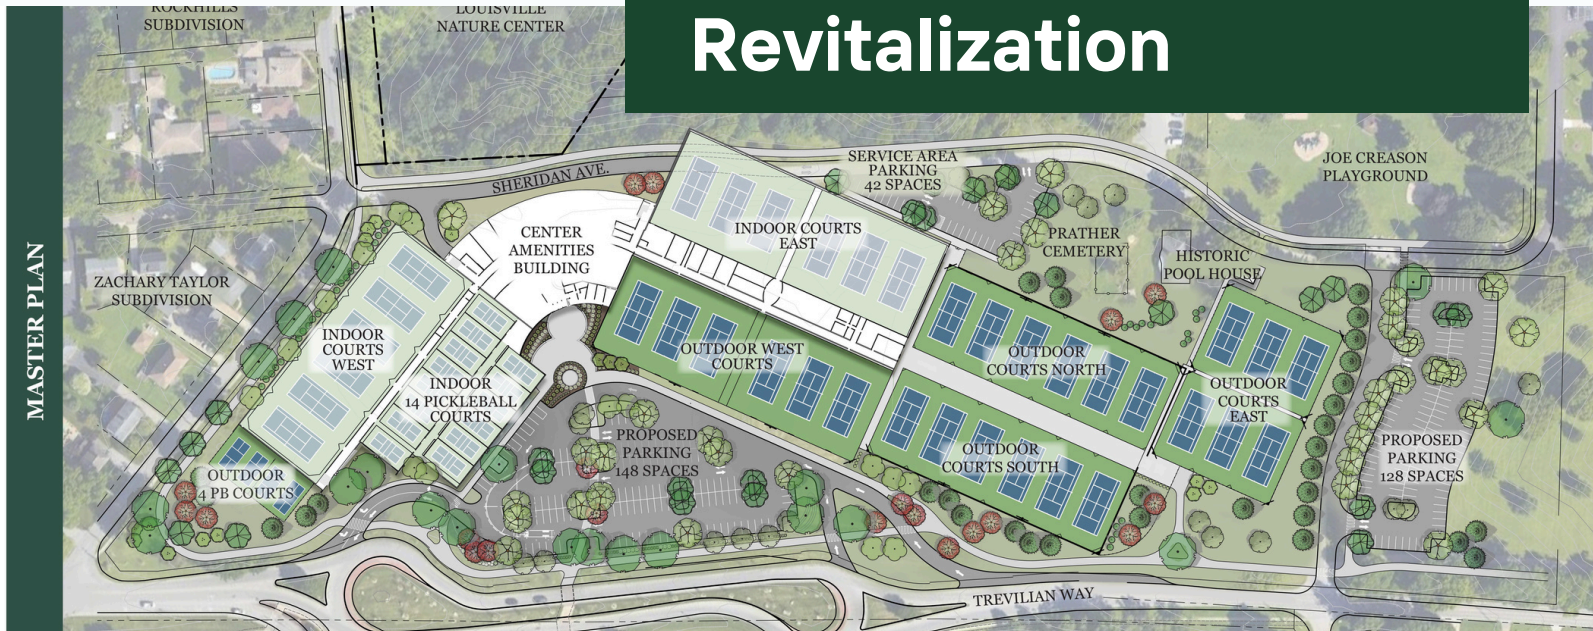 Revitalization
ROCKHILLS
SUBDIVISION
LOUISVILLE
NATURE CENTER
MASTER PLAN
SHERIDAN AVE.
SERVICE AREA
PARKING
42 SPACES
JOE CREASON
PLAYGROUND
ZACHARY TAYLOR
SUBDIVISION
CENTER
AMENITIES
BUILDING
INDOOR COURTS
EAST
PRATHER
CEMETERY
HISTORIC
POOL HOUSE
INDOOR
COURTS
WEST
INDOOR
14 PICKLEBALL
COURTS
OUTDOOR WEST
COURTS
OUTDOOR
COURTS NORTH
OUTDOOR
COURTS
EAST
OUTDOOR
4 PB COURTS
PROPOSED
PARKING
148 SPACES
OUTDOOR
COURTS SOUTH
PROPOSED
PARKING
128 SPACES
TREVILIAN WAY